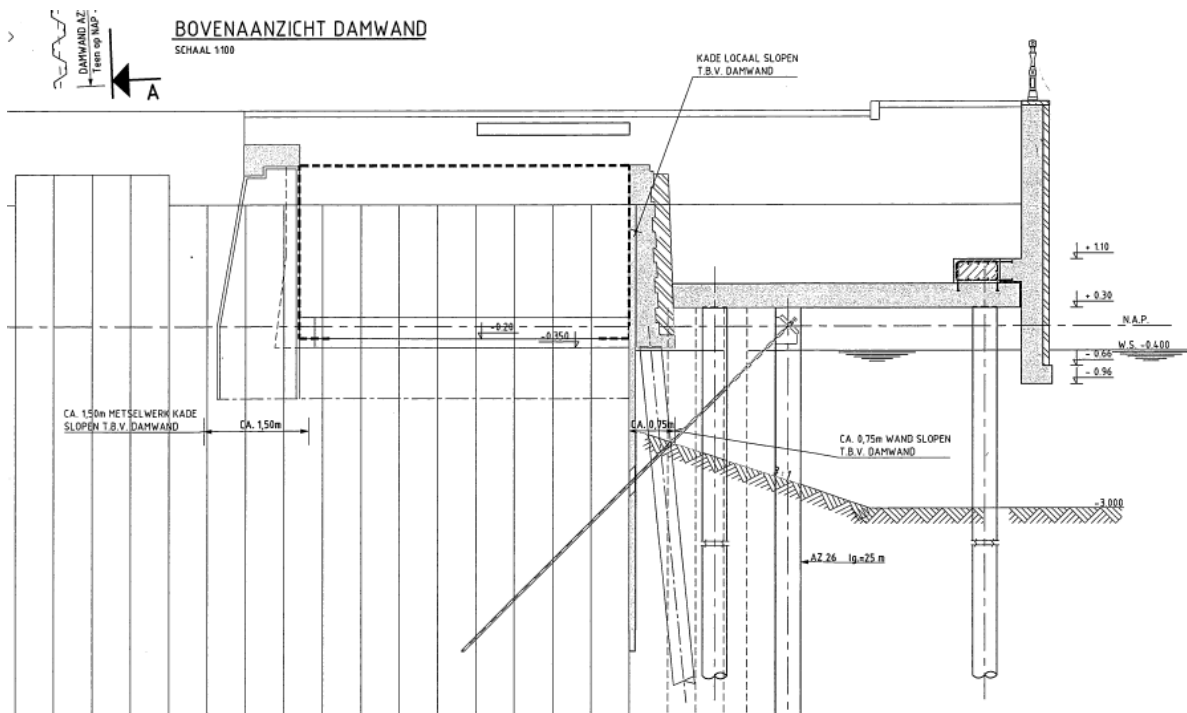 DAMWAND AZ
Teen op NAP -
A
BOVENAANZICHT DAMWAND
SCHAAL 1:100
KADE LOCAAL SLOPEN
T.B.V. DAMWAND
+ 1.10
+ 0.30
N.A.P.
W.S. -0.400
- 0.66
- 0.96
-0.20
-0.350
CA. 1,50m METSELWERK KADE
SLOPEN T.B.V. DAMWAND
CA. 1,50m
CA. 0,75m
CA. 0,75m WAND SLOPEN
T.B.V. DAMWAND
3:1
-3.000
AZ 26 lg.=25 m